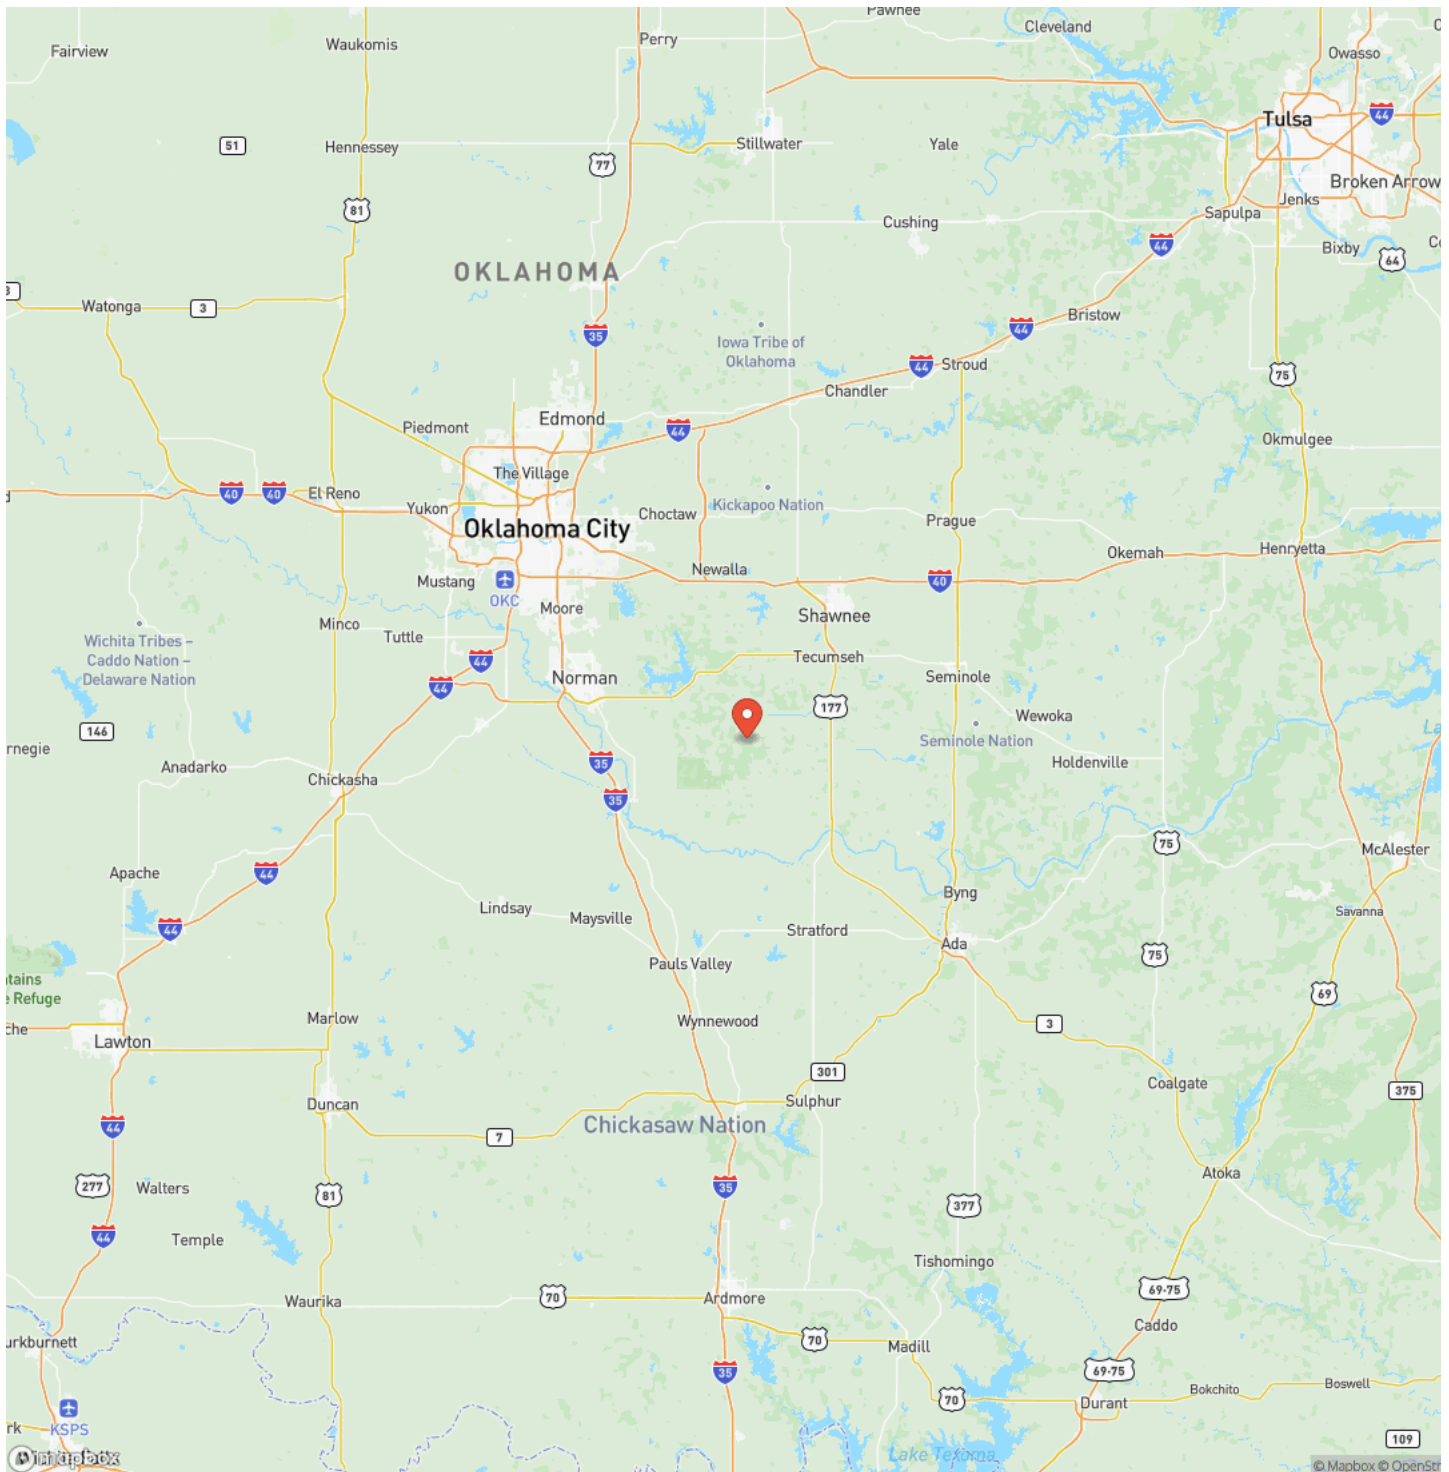 Pawnee
Cleveland
Fairview
Waukomis
Perry
Owasso
Tulsa
44
51
Hennessey
77
Stillwater
Yale
Broken Arrow
81
Jenks
Sapulpa
Cushing
44
Bixby
64
OKLAHOMA
Watonga
3
35
Iowa Tribe of
Oklahoma
44
Bristow
44
Stroud
75
Chandler
Edmond
Piedmont
44
Okmulgee
The Village
40
40
El Reno
Yukon
Choctaw
Kickapoo Nation
Oklahoma City
Prague
Okemah
Henryetta
Mustang
OKC
Newalla
40
Moore
Shawnee
Minco
Tuttle
Wichita Tribes –
Caddo Nation –
Delaware Nation
44
Tecumseh
44
Norman
Seminole
177
Wewoka
146
Seminole Nation
rnegie
Anadarko
35
Holdenville
Chickasha
35
75
McAlester
Apache
44
Byng
Lindsay
Maysville
Savanna
44
Stratford
Ada
75
Pauls Valley
ntains
e Refuge
69
Marlow
Wynnewood
3
che
Lawton
301
Coalgate
375
Duncan
Sulphur
44
7
Chickasaw Nation
Atoka
277
Walters
81
35
377
44
Temple
Tishomingo
69-75
Waurika
70
Ardmore
Caddo
urkburnett
70
Madill
35
69-75
Boswell
70
Bokchito
KSPS
Durant
rk
109
Lake Texoma
mapbox
© Mapbox © OpenStr